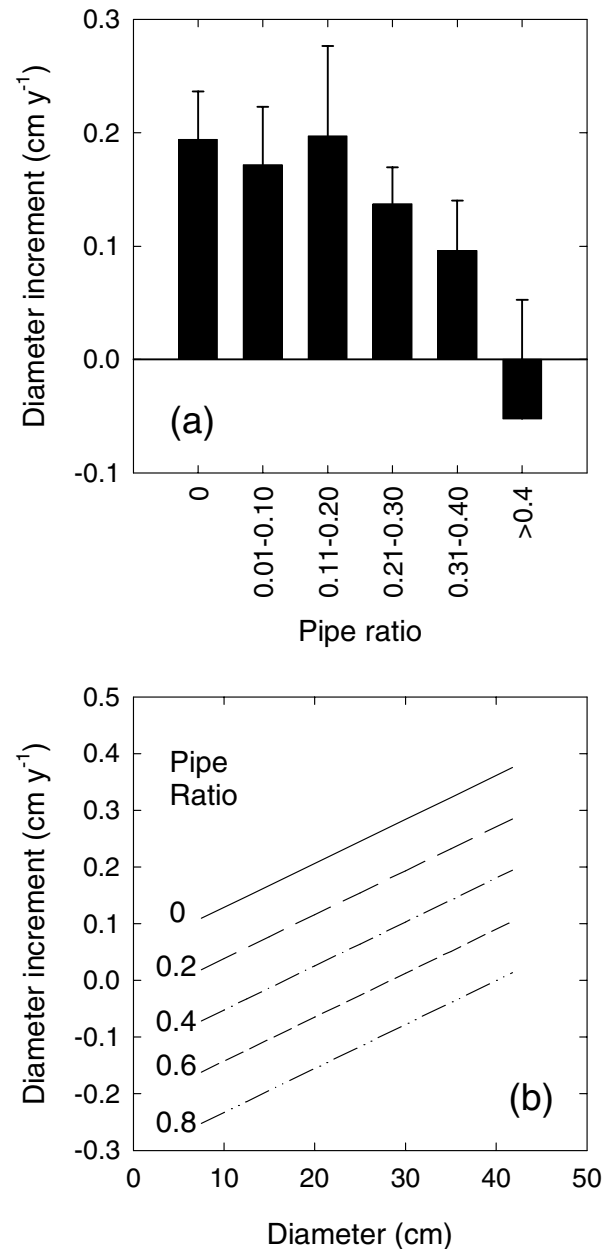 0.3
0.2
0.1
0.0
-0.1
Diameter increment (cm y-1)
(a)
0
0.01-0.10
0.11-0.20
0.21-0.30
0.31-0.40
>0.4
Pipe ratio
0.5
0.4
0.3
0.2
0.1
0.0
-0.1
-0.2
-0.3
Diameter increment (cm y-1)
Pipe
Ratio
0
0.2
0.4
0.6
0.8
(b)
0 10 20 30 40 50
Diameter (cm)